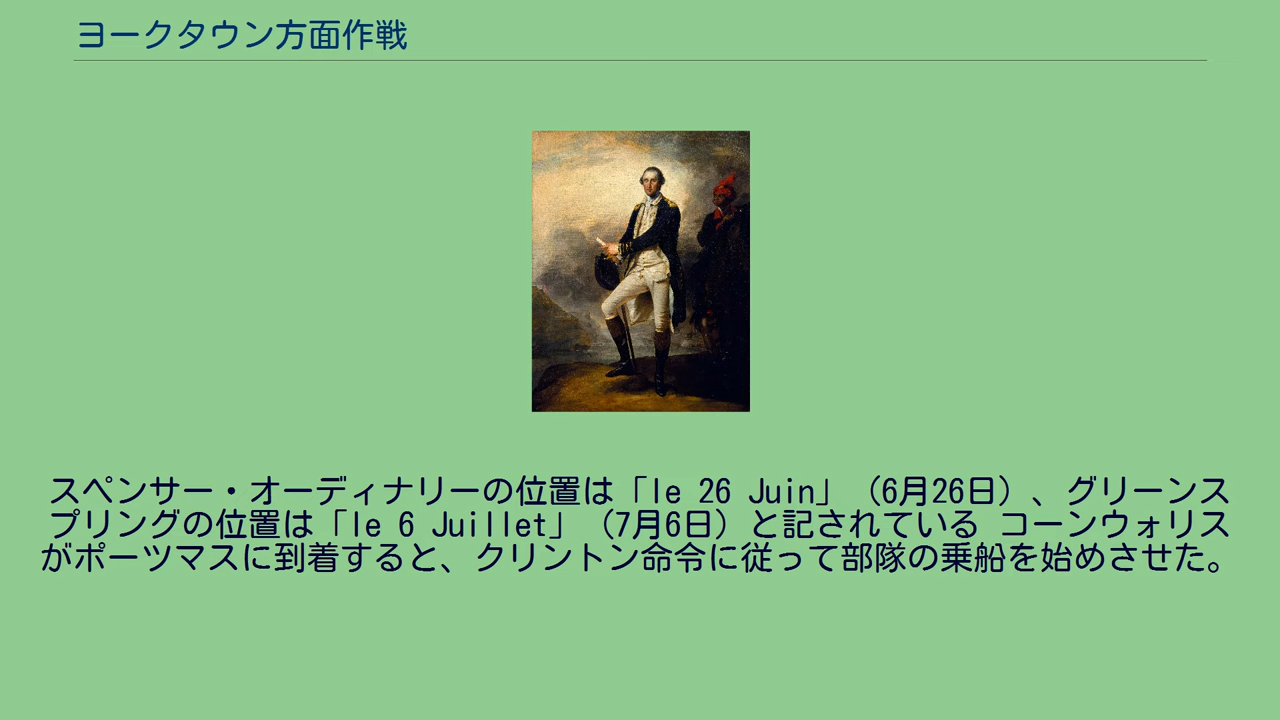 ヨークタウン方面作戦
スペンサー・オーディナリーの位置は「le 26 Juin」（6月26日）、グリーンス
プリングの位置は「le 6 Juillet」（7月6日）と記されている コーンウォリス
がポーツマスに到着すると、クリントン命令に従って部隊の乗船を始めさせた。